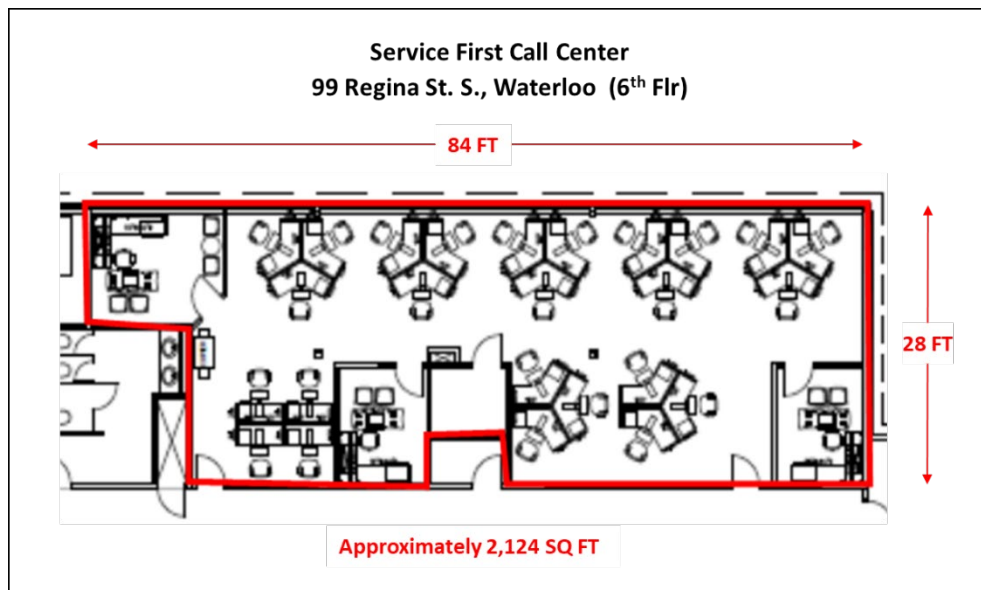 Service First Call Center
99 Regina St. S., Waterloo (6th Flr)
84 FT
28 FT
Approximately 2,124 SQ FT